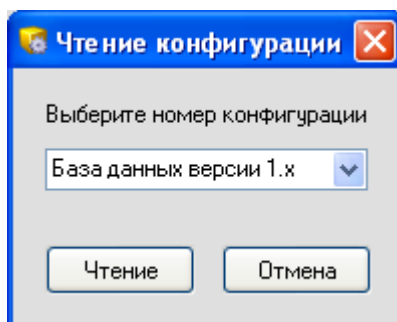 Чтение конфигурации
Выберите номер конфигурации
База данных версии 1.x
Чтение
Отмена